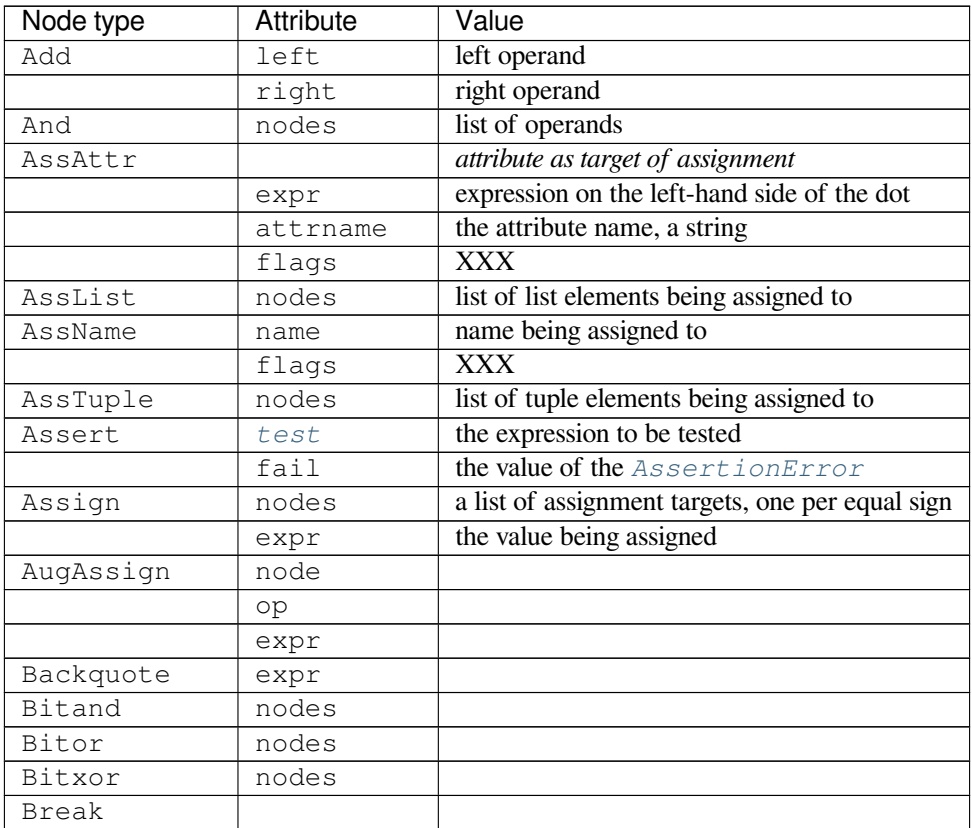 Node type Attribute Value
Add left left operand
right right operand
And nodes list of operands
AssAttr attribute as target of assignment
expr expression on the left-hand side of the dot
attrname the attribute name, a string
flags XXX
AssList nodes list of list elements being assigned to
AssName name name being assigned to
flags XXX
AssTuple nodes list of tuple elements being assigned to
Assert test the expression to be tested
fail the value of the AssertionError
Assign nodes a list of assignment targets, one per equal sign
expr the value being assigned
AugAssign node
op
expr
Backquote expr
Bitand nodes
Bitor nodes
Bitxor nodes
Break